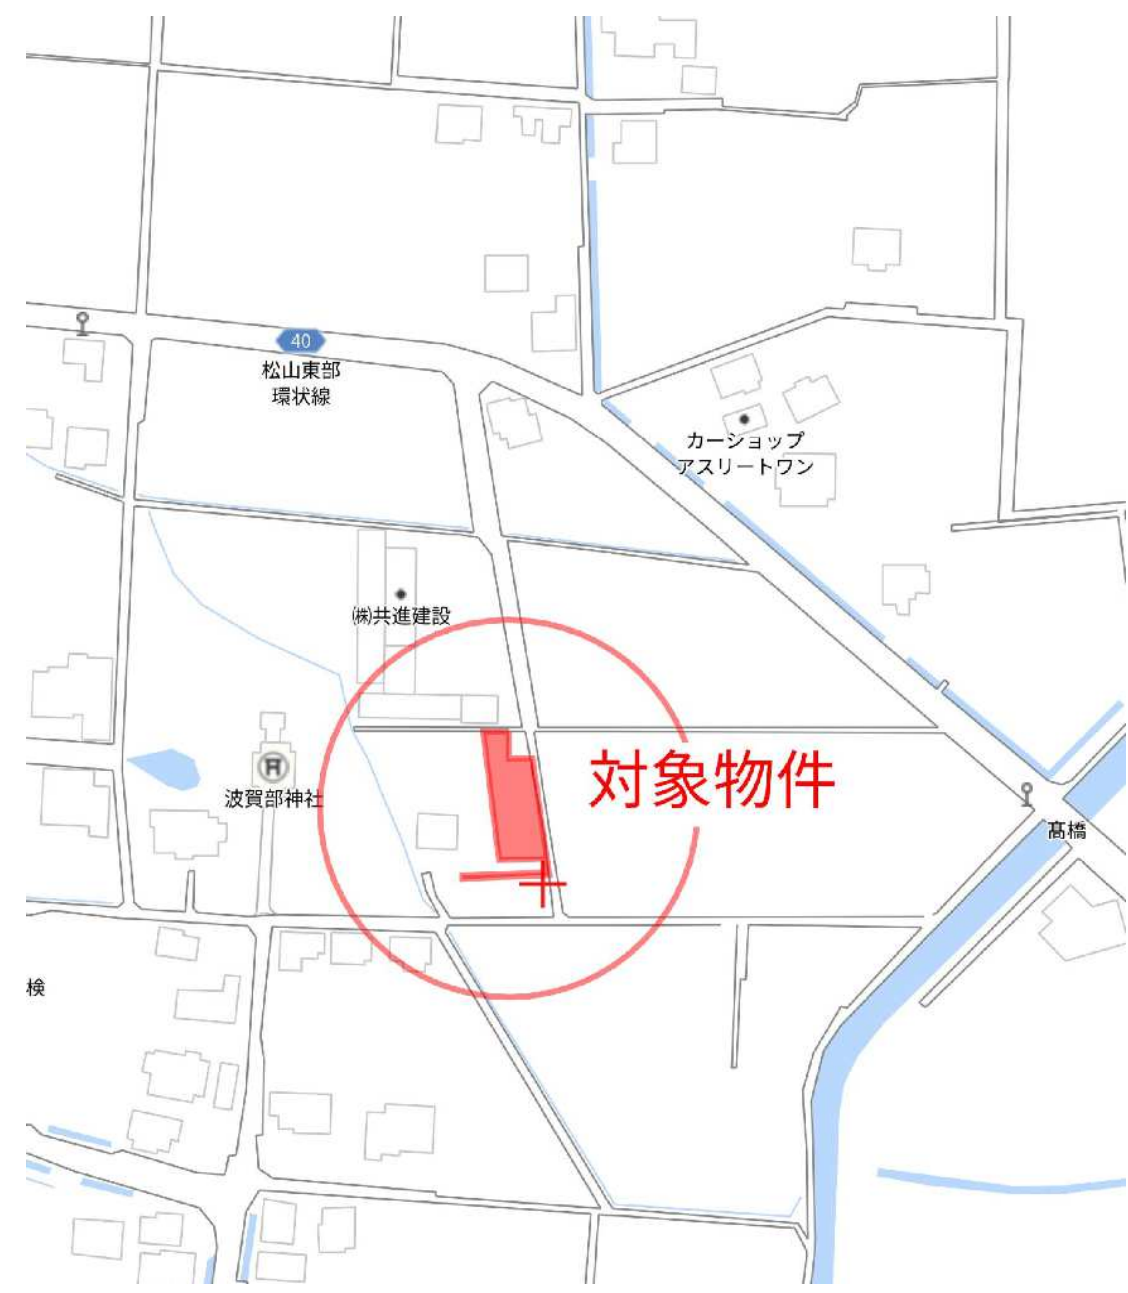 40
松山東部
環状線
カーショップ
アスリートワン
㈱共進建設
対象物件
波賀部神社
髙橋
検